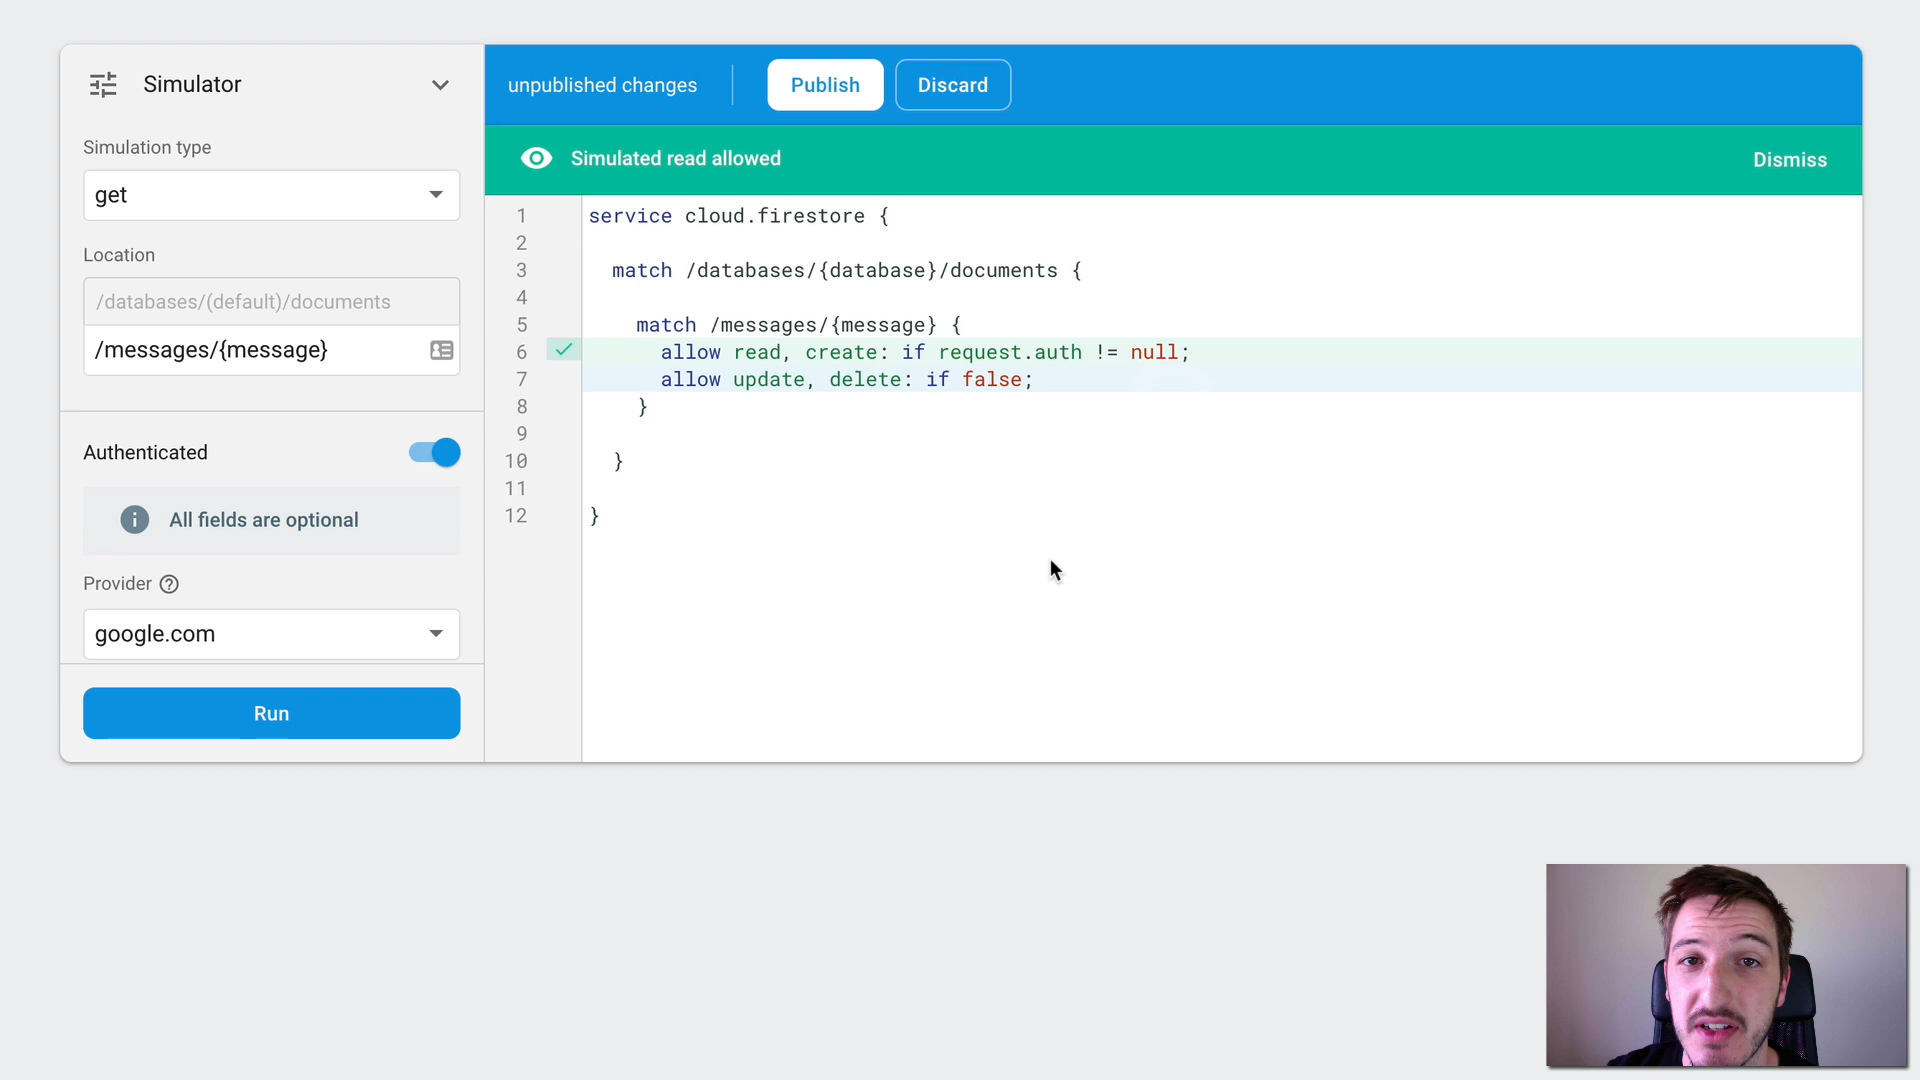 Simulator
Simulation type
get
Location
/databases/(default)/documents
/messages/{message}
Authenticated
All fields are optional
Provider
google.com
Run
unpublished changes
Publish
Discard
Simulated read allowed
Dismiss
1 service cloud.firestore {
2
3 match /databases/{database}/documents {
4
5 match /messages/{message} {
6 allow read, create: if request.auth != null;
7 allow update, delete: if false;
8 }
9
10 }
11
12 }